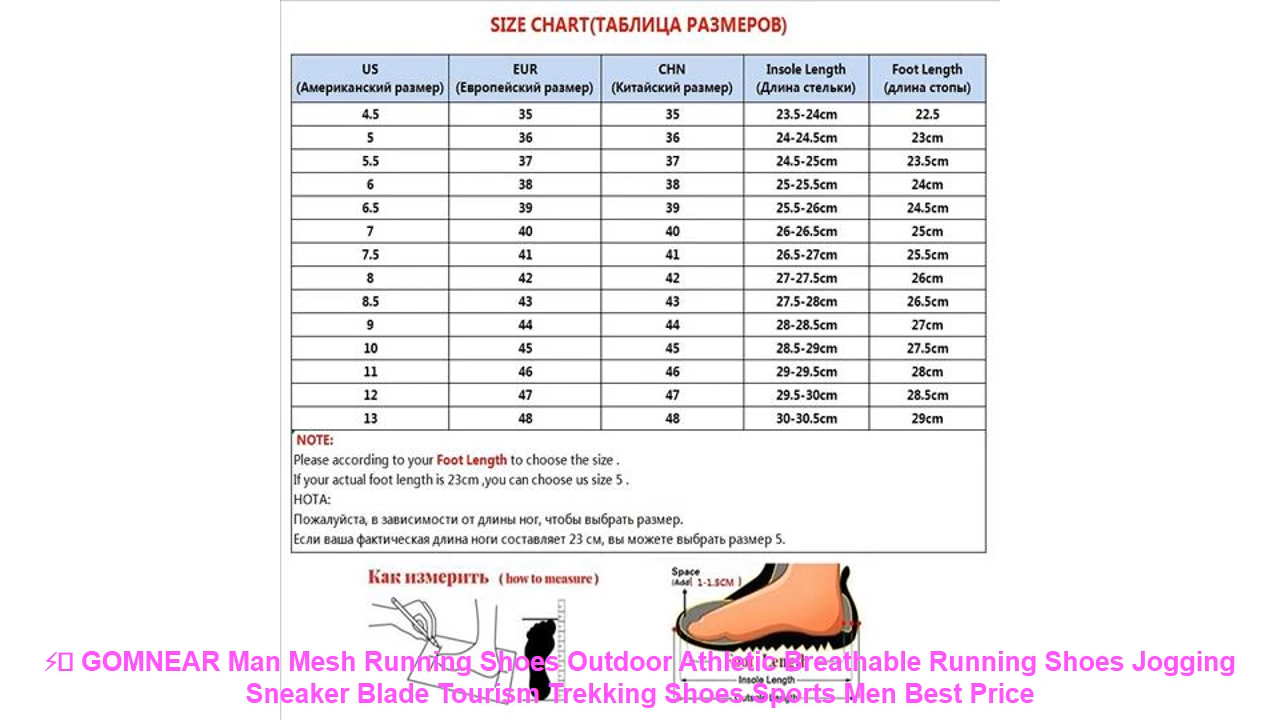 SIZE CHART(ТАБЛИЦА РАЗМЕРОВ)
US EUR CHN Insole Length Foot Length
(Американский размер) (Европейский размер) (Китайский размер) (Длина стельки) (длина стопы)
4.5 35 35 23.5-24cm 22.5
5 36 36 24-24.5cm 23cm
5.5 37 37 24.5-25cm 23.5cm
6 38 38 25-25.5cm 24cm
6.5 39 39 25.5-26cm 24.5cm
7 40 40 26-26.5cm 25cm
7.5 41 41 26.5-27cm 25.5cm
8 42 42 27-27.5cm 26cm
8.5 43 43 27.5-28cm 26.5cm
9 44 44 28-28.5cm 27cm
10 45 45 28.5-29cm 27.5cm
11 46 46 29-29.5cm 28cm
12 47 47 29.5-30cm 28.5cm
13 48 48 30-30.5cm 29cm
NOTE:
Please according to your Foot Length to choose the size .
If your actual foot length is 23cm ,you can choose us size 5 .
НОТА:
Пожалуйста, в зависимости от длины ног, чтобы выбрать размер.
Если ваша фактическая длина ноги составляет 23 см, вы можете выбрать размер 5.
Как измерить ( how to measure )
Space
(Add( 1-1.5CM )
Foot Length
Insole Length
Outsole Length
⚡ GOMNEAR Man Mesh Running Shoes Outdoor Athletic Breathable Running Shoes Jogging
Sneaker Blade Tourism Trekking Shoes Sports Men Best Price